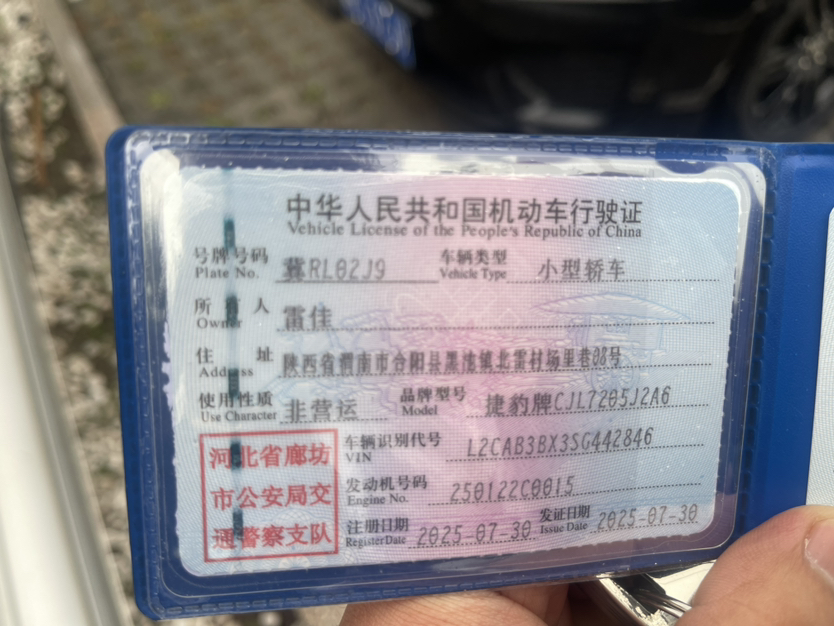 中华人民共和国机动车行驶证
Vehicle License of the People's Republic of China
号牌号码 Plate No. 冀RL02J9 车辆类型 Vehicle Type 小型轿车
所有人 Owner 雷佳
住址 Address 陕西省渭南市合阳县黑池镇北雷村场里巷08号
使用性质 Use Character 非营运 品牌型号 Model 捷豹牌CJL7205J2A6
车辆识别代号 VIN L2CAB3BX3SG442846
发动机号码 Engine No. 250122C0015
注册日期 Register Date 2025-07-30 发证日期 Issue Date 2025-07-30
河北省廊坊
市公安局交
通警察支队